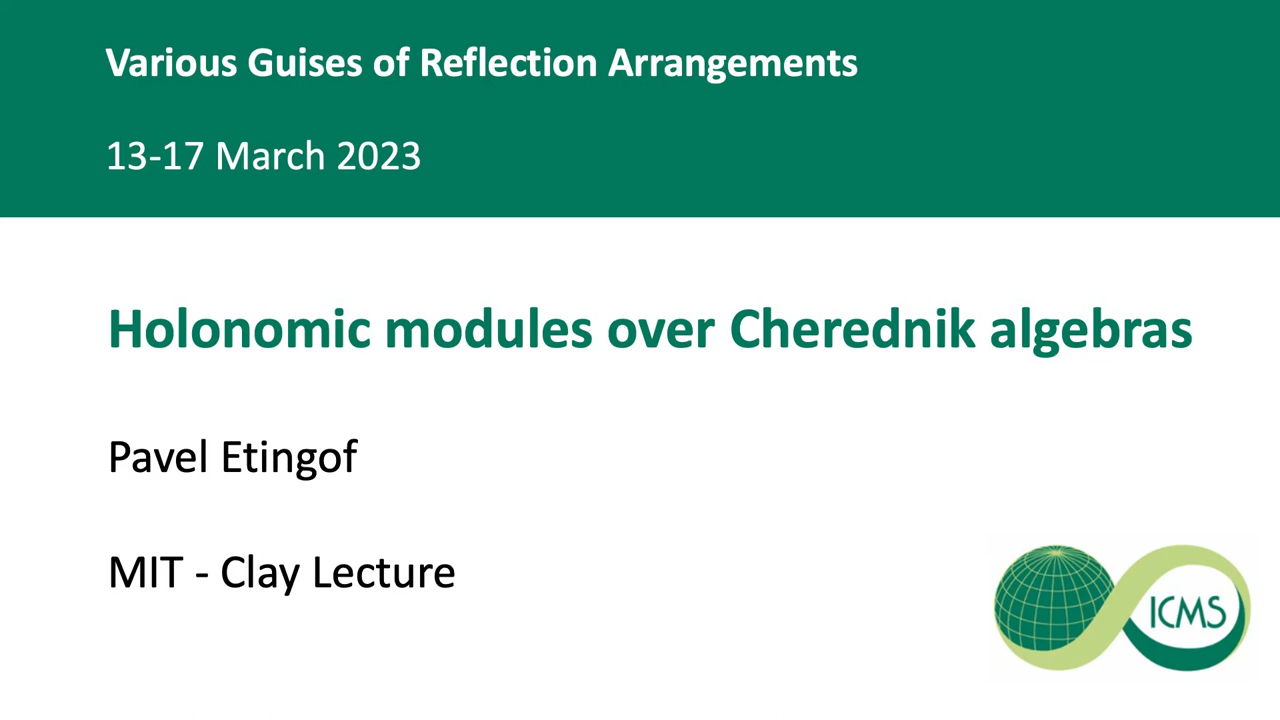 Various Guises of Reflection Arrangements
13-17 March 2023
Holonomic modules over Cherednik algebras
Pavel Etingof
MIT - Clay Lecture
ICMS